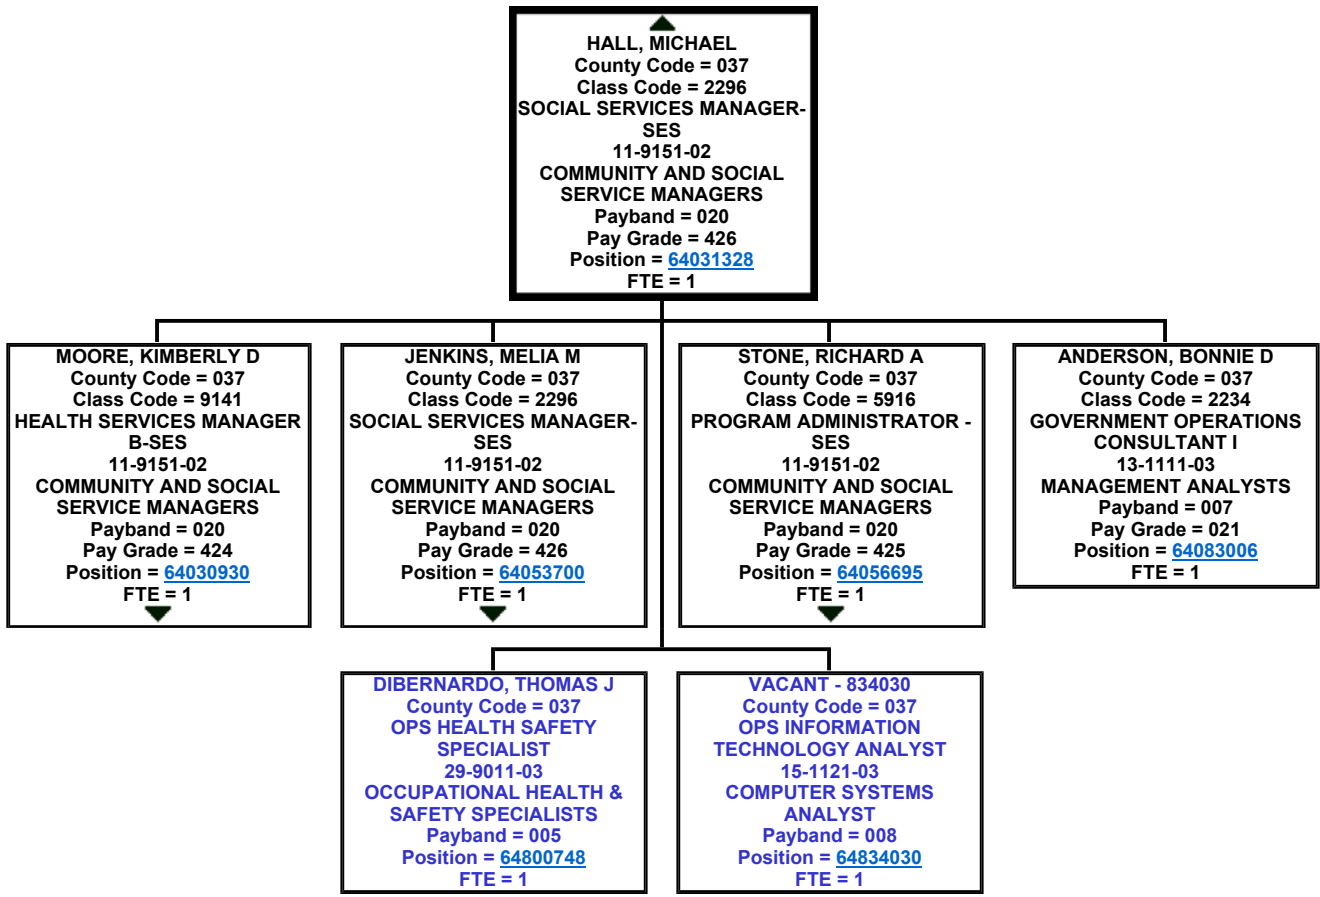 HALL, MICHAEL
County Code = 037
Class Code = 2296
SOCIAL SERVICES MANAGER-
SES
11-9151-02
COMMUNITY AND SOCIAL
SERVICE MANAGERS
Payband = 020
Pay Grade = 426
Position = 64031328
FTE = 1
MOORE, KIMBERLY D
County Code = 037
Class Code = 9141
HEALTH SERVICES MANAGER
B-SES
11-9151-02
COMMUNITY AND SOCIAL
SERVICE MANAGERS
Payband = 020
Pay Grade = 424
Position = 64030930
FTE = 1
JENKINS, MELIA M
County Code = 037
Class Code = 2296
SOCIAL SERVICES MANAGER-
SES
11-9151-02
COMMUNITY AND SOCIAL
SERVICE MANAGERS
Payband = 020
Pay Grade = 426
Position = 64053700
FTE = 1
STONE, RICHARD A
County Code = 037
Class Code = 5916
PROGRAM ADMINISTRATOR -
SES
11-9151-02
COMMUNITY AND SOCIAL
SERVICE MANAGERS
Payband = 020
Pay Grade = 425
Position = 64056695
FTE = 1
ANDERSON, BONNIE D
County Code = 037
Class Code = 2234
GOVERNMENT OPERATIONS
CONSULTANT I
13-1111-03
MANAGEMENT ANALYSTS
Payband = 007
Pay Grade = 021
Position = 64083006
FTE = 1
DIBERNARDO, THOMAS J
County Code = 037
OPS HEALTH SAFETY
SPECIALIST
29-9011-03
OCCUPATIONAL HEALTH &
SAFETY SPECIALISTS
Payband = 005
Position = 64800748
FTE = 1
VACANT - 834030
County Code = 037
OPS INFORMATION
TECHNOLOGY ANALYST
15-1121-03
COMPUTER SYSTEMS
ANALYST
Payband = 008
Position = 64834030
FTE = 1